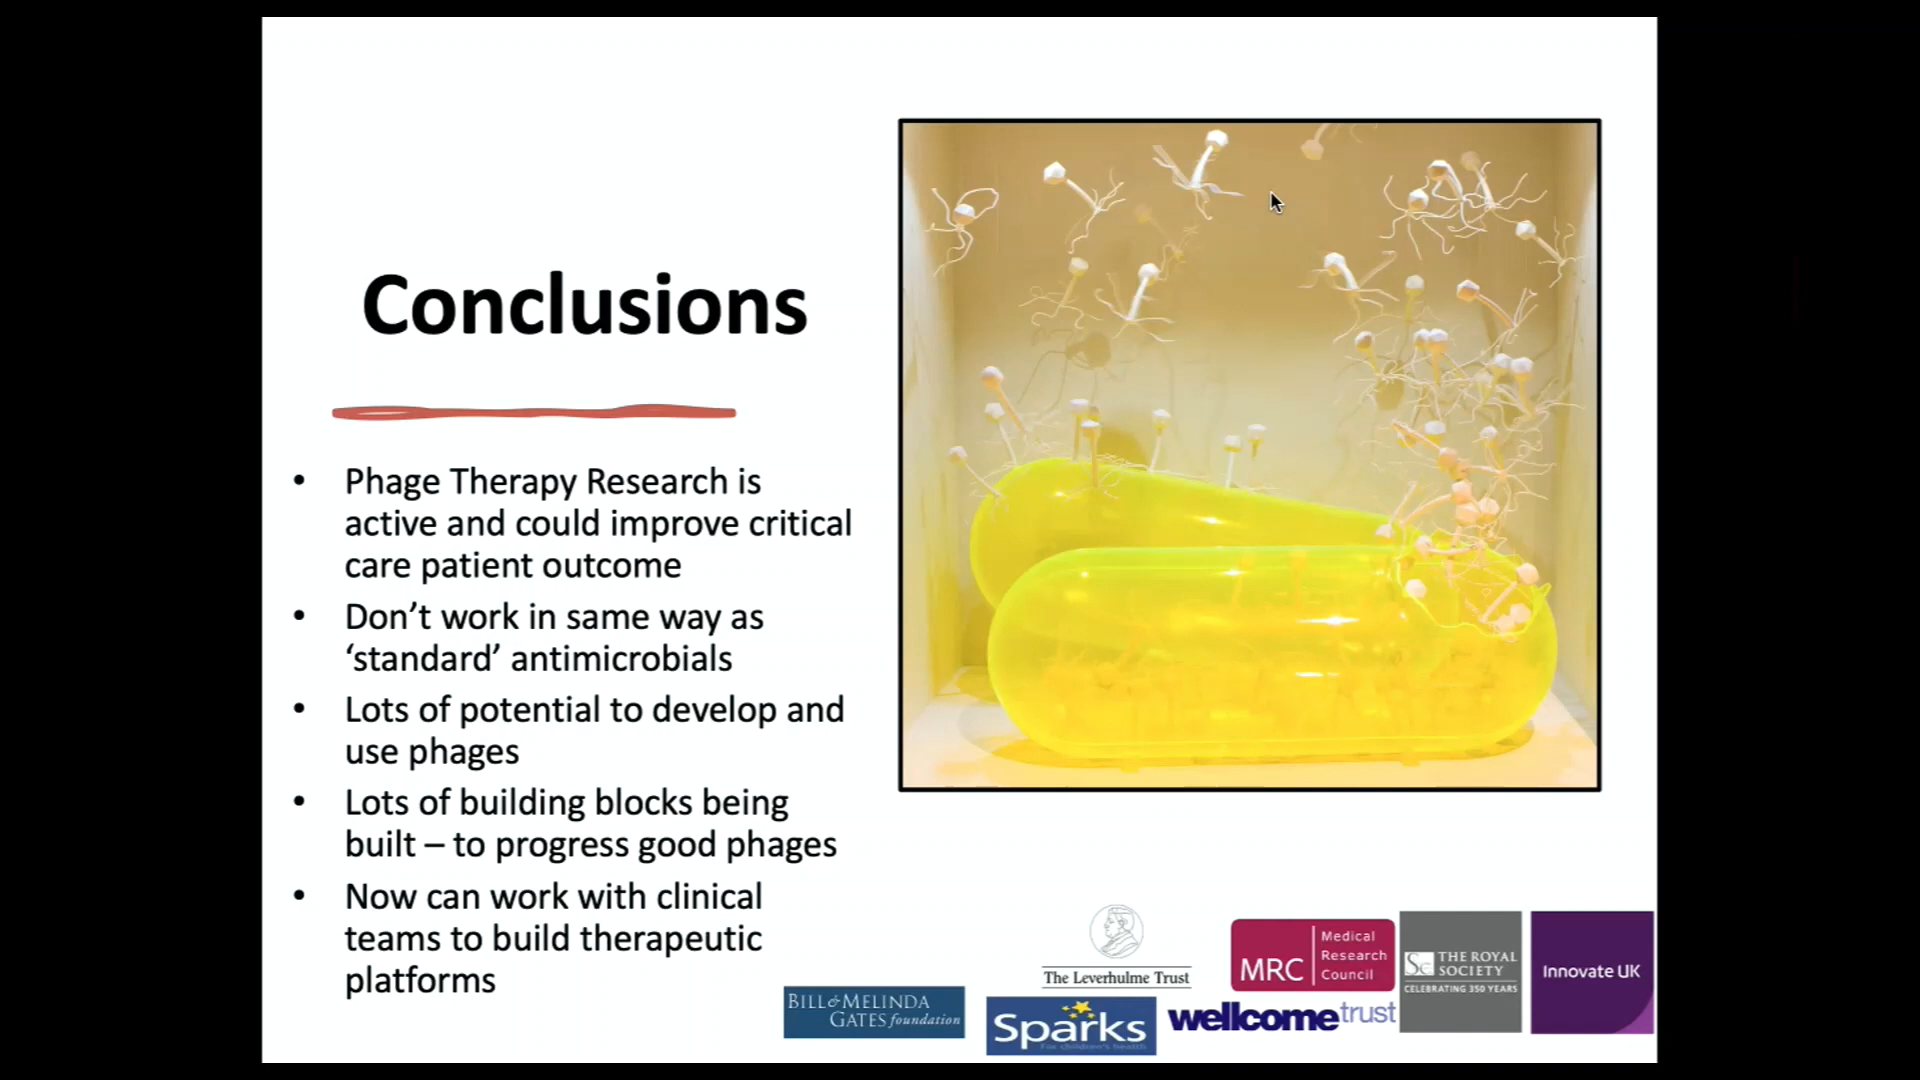 Conclusions
• Phage Therapy Research is
active and could improve critical
care patient outcome
• Don’t work in same way as
‘standard’ antimicrobials
• Lots of potential to develop and
use phages
• Lots of building blocks being
built – to progress good phages
• Now can work with clinical
teams to build therapeutic
platforms
BILL & MELINDA
GATES foundation
The Leverhulme Trust
Sparks
For children's health
MRC
Medical
Research
Council
wellcometrust
THE ROYAL
SOCIETY
CELEBRATING 350 YEARS
Innovate UK